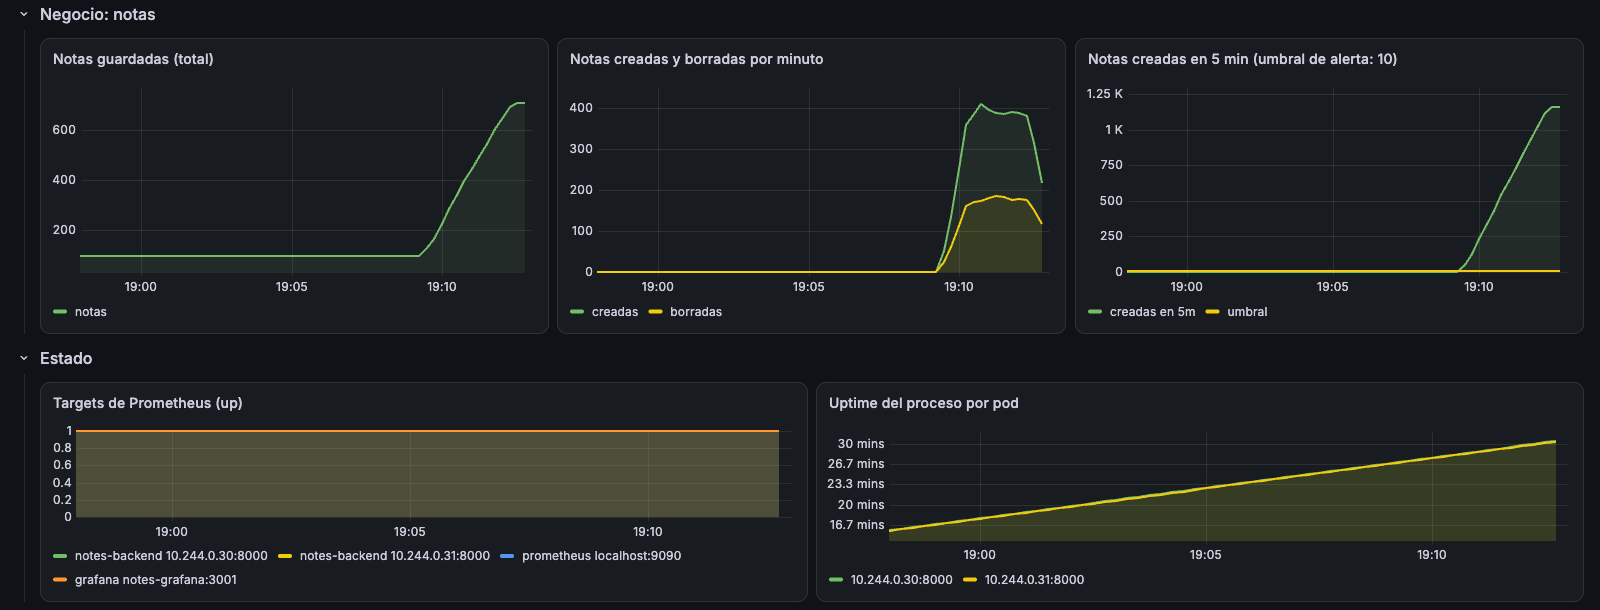 Negocio: notas
Notas guardadas (total)
600
400
200
19:00 19:05 19:10
notas
Notas creadas y borradas por minuto
400
300
200
100
0
19:00 19:05 19:10
creadas borradas
Notas creadas en 5 min (umbral de alerta: 10)
1.25 K
1 K
750
500
250
0
19:00 19:05 19:10
creadas en 5m umbral
Estado
Targets de Prometheus (up)
1
0.8
0.6
0.4
0.2
0
19:00 19:05 19:10
notes-backend 10.244.0.30:8000 notes-backend 10.244.0.31:8000 prometheus localhost:9090
grafana notes-grafana:3001
Uptime del proceso por pod
30 mins
26.7 mins
23.3 mins
20 mins
16.7 mins
19:00 19:05 19:10
10.244.0.30:8000 10.244.0.31:8000